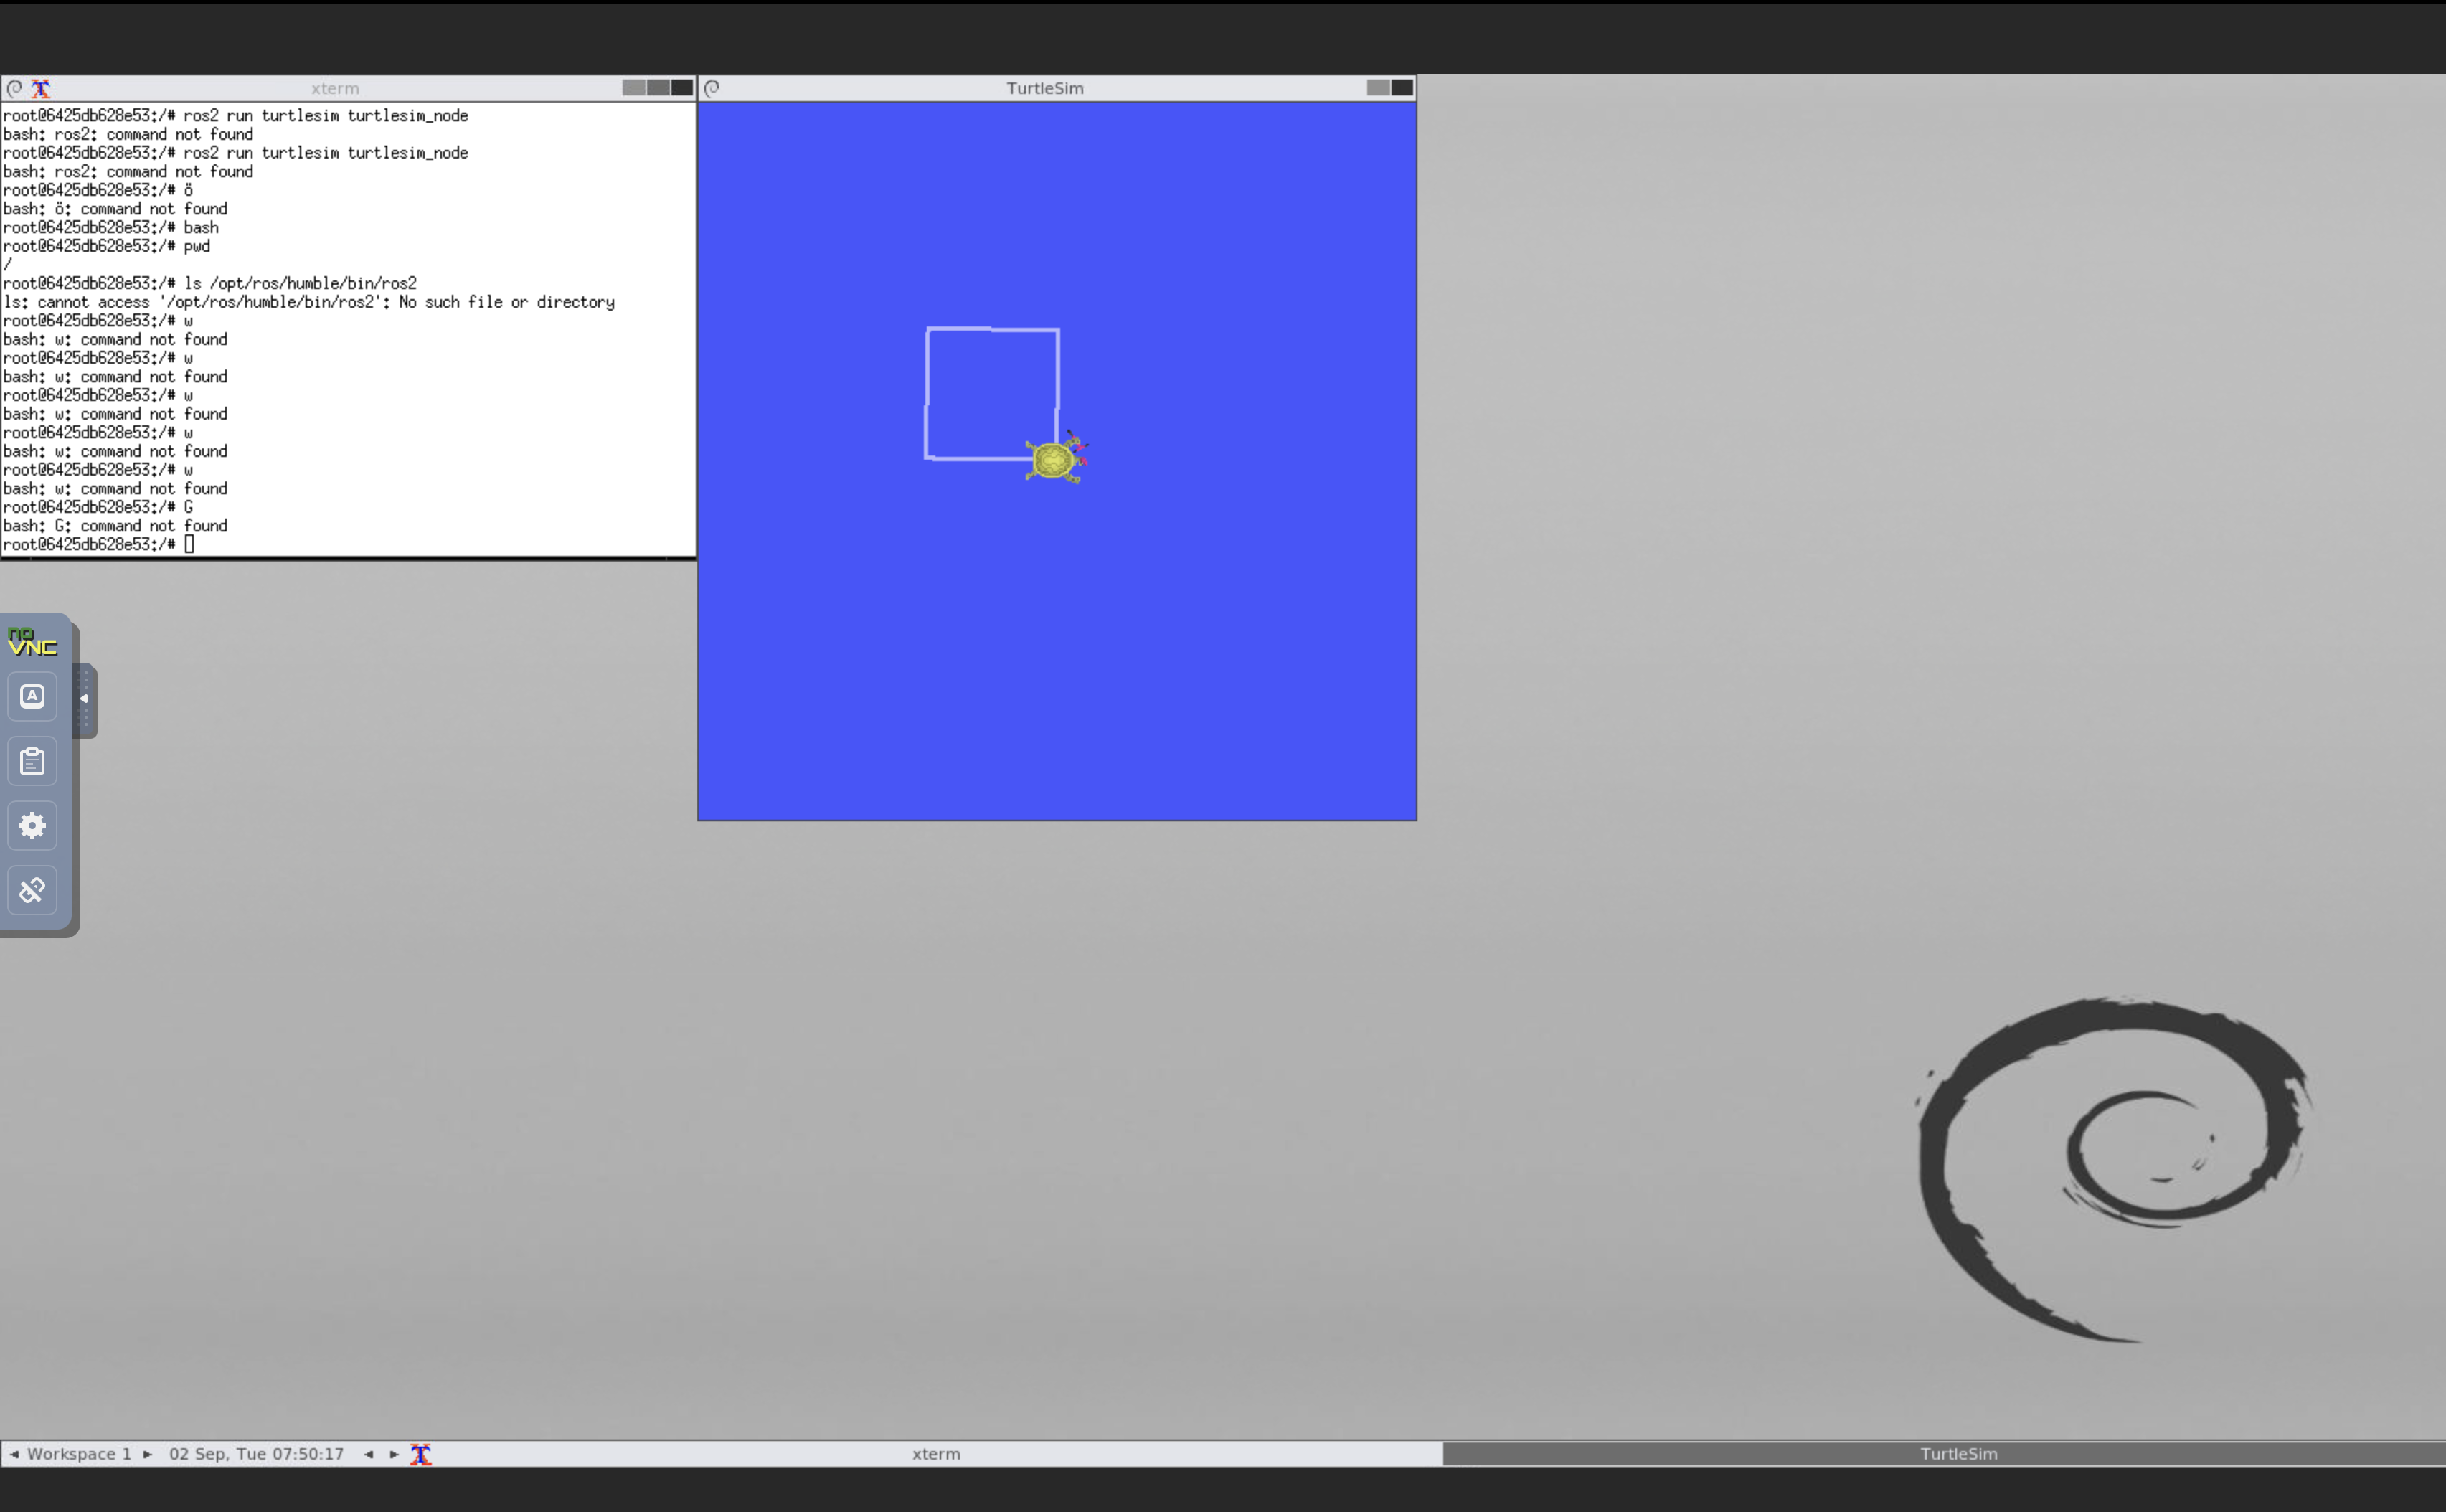 xterm
root@6425db628e53:/# ros2 run turtlesim turtlesim_node
bash: ros2: command not found
root@6425db628e53:/# ros2 run turtlesim turtlesim_node
bash: ros2: command not found
root@6425db628e53:/# ö
bash: ö: command not found
root@6425db628e53:/# bash
root@6425db628e53:/# pwd
/
root@6425db628e53:/# ls /opt/ros/humble/bin/ros2
ls: cannot access '/opt/ros/humble/bin/ros2': No such file or directory
root@6425db628e53:/# w
bash: w: command not found
root@6425db628e53:/# w
bash: w: command not found
root@6425db628e53:/# w
bash: w: command not found
root@6425db628e53:/# w
bash: w: command not found
root@6425db628e53:/# w
bash: w: command not found
root@6425db628e53:/# G
bash: G: command not found
root@6425db628e53:/#
TurtleSim
no
VNC
A
Workspace 1
02 Sep, Tue 07:50:17
xterm
TurtleSim